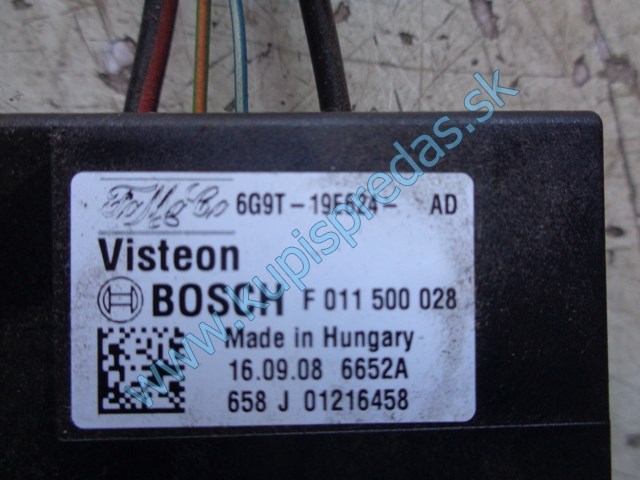 FoMoCo 6G9T-19E624- AD
Visteon
BOSCH F 011 500 028
Made in Hungary
16.09.08 6652A
658 J 01216458
www.kupispredas.sk